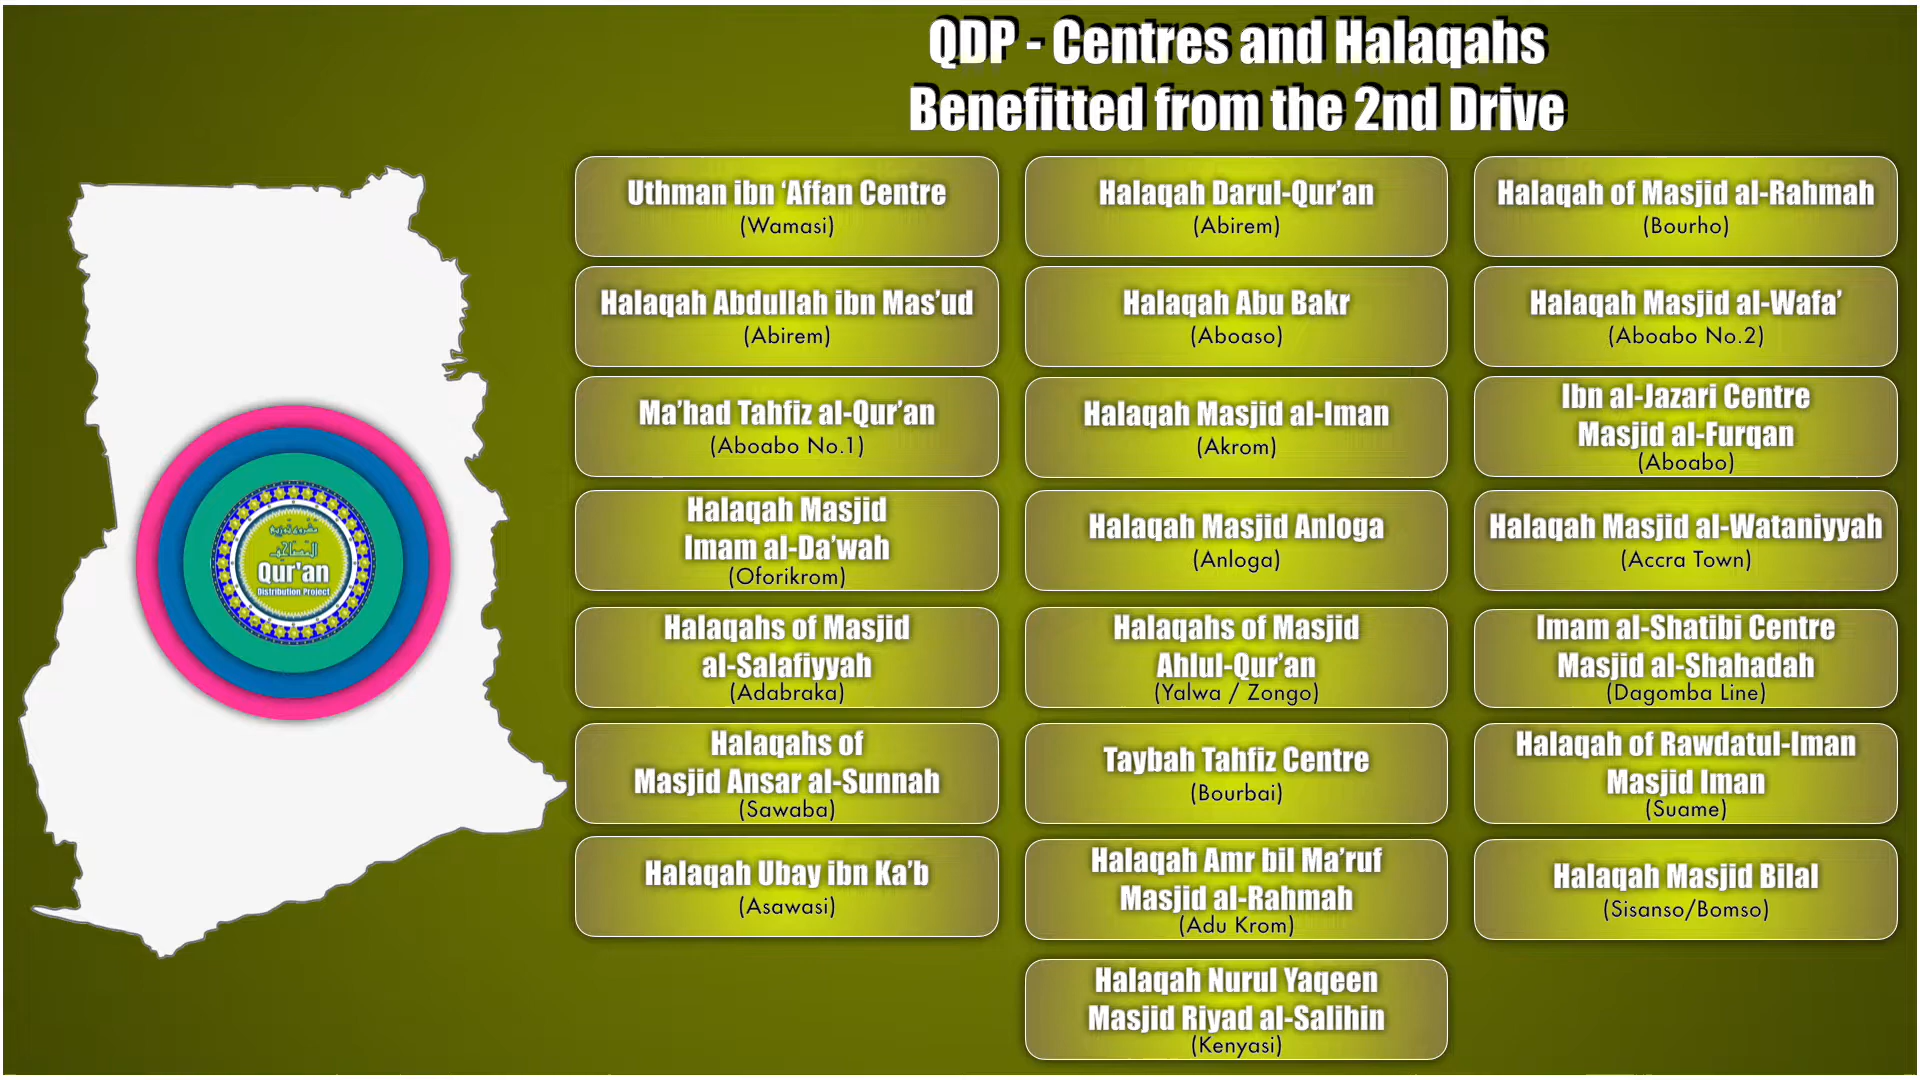 QDP - Centres and Halaqahs
Benefitted from the 2nd Drive
Uthman ibn ‘Affan Centre
(Wamasi)
Halaqah Darul-Qur’an
(Abirem)
Halaqah of Masjid al-Rahmah
(Bourho)
Halaqah Abdullah ibn Mas’ud
(Abirem)
Halaqah Abu Bakr
(Aboaso)
Halaqah Masjid al-Wafa’
(Aboabo No.2)
Ma’had Tahfiz al-Qur’an
(Aboabo No.1)
Halaqah Masjid al-Iman
(Akrom)
Ibn al-Jazari Centre
Masjid al-Furqan
(Aboabo)
Halaqah Masjid
Imam al-Da’wah
(Oforikrom)
Halaqah Masjid Anloga
(Anloga)
Halaqah Masjid al-Wataniyyah
(Accra Town)
Halaqahs of Masjid
al-Salafiyyah
(Adabraka)
Halaqahs of Masjid
Ahlul-Qur’an
(Yalwa / Zongo)
Imam al-Shatibi Centre
Masjid al-Shahadah
(Dagomba Line)
Halaqahs of
Masjid Ansar al-Sunnah
(Sawaba)
Taybah Tahfiz Centre
(Bourbai)
Halaqah of Rawdatul-Iman
Masjid Iman
(Suame)
Halaqah Ubay ibn Ka’b
(Asawasi)
Halaqah Amr bil Ma’ruf
Masjid al-Rahmah
(Adu Krom)
Halaqah Masjid Bilal
(Sisanso/Bomso)
Halaqah Nurul Yaqeen
Masjid Riyad al-Salihin
(Kenyasi)
مشروع توزيع
المصاحف
Qur'an
Distribution Project